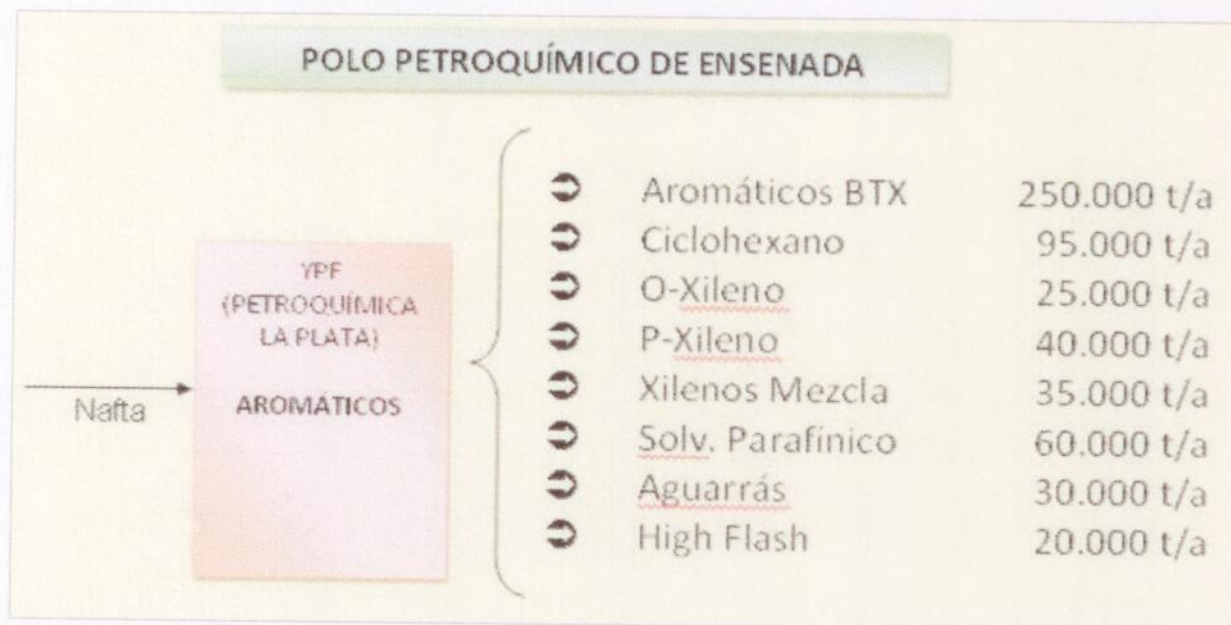 POLO PETROQUÍMICO DE ENSENADA
Nafta
YPF
(PETROQUÍMICA
LA PLATA)
AROMÁTICOS
Aromáticos BTX 250.000 t/a
Ciclohexano 95.000 t/a
O-Xileno 25.000 t/a
P-Xileno 40.000 t/a
Xilenos Mezcla 35.000 t/a
Solv. Parafínico 60.000 t/a
Aguarrás 30.000 t/a
High Flash 20.000 t/a